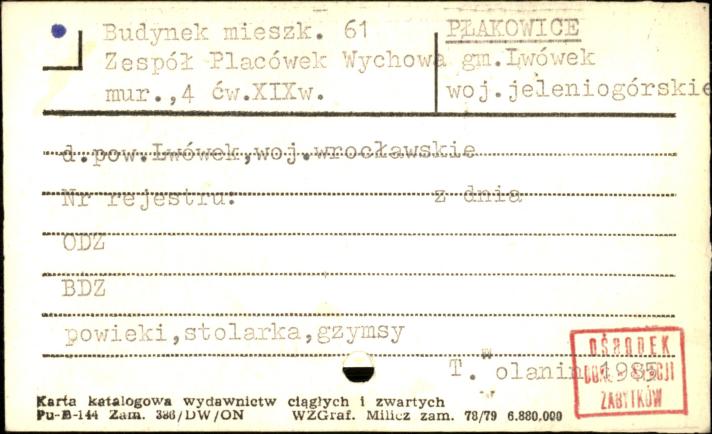 Budynek mieszk. 61
Zespół Placówek Wychowa
mur.,4 ćw.XIXw.
PŁAKOWICE
gm.Lwówek
woj.jeleniogórskie
d.pow.Lwówek,woj.wrocławskie
Nr rejestru: z dnia
ODZ
BDZ
powieki,stolarka,gzymsy
T. Wolanin 1985
OŚRODEK
ZABYTKÓW
Karta katalogowa wydawnictw ciągłych i zwartych
Pu-B-144 Zam. 386/DW/ON WZGraf. Milicz zam. 78/79 6.880.000